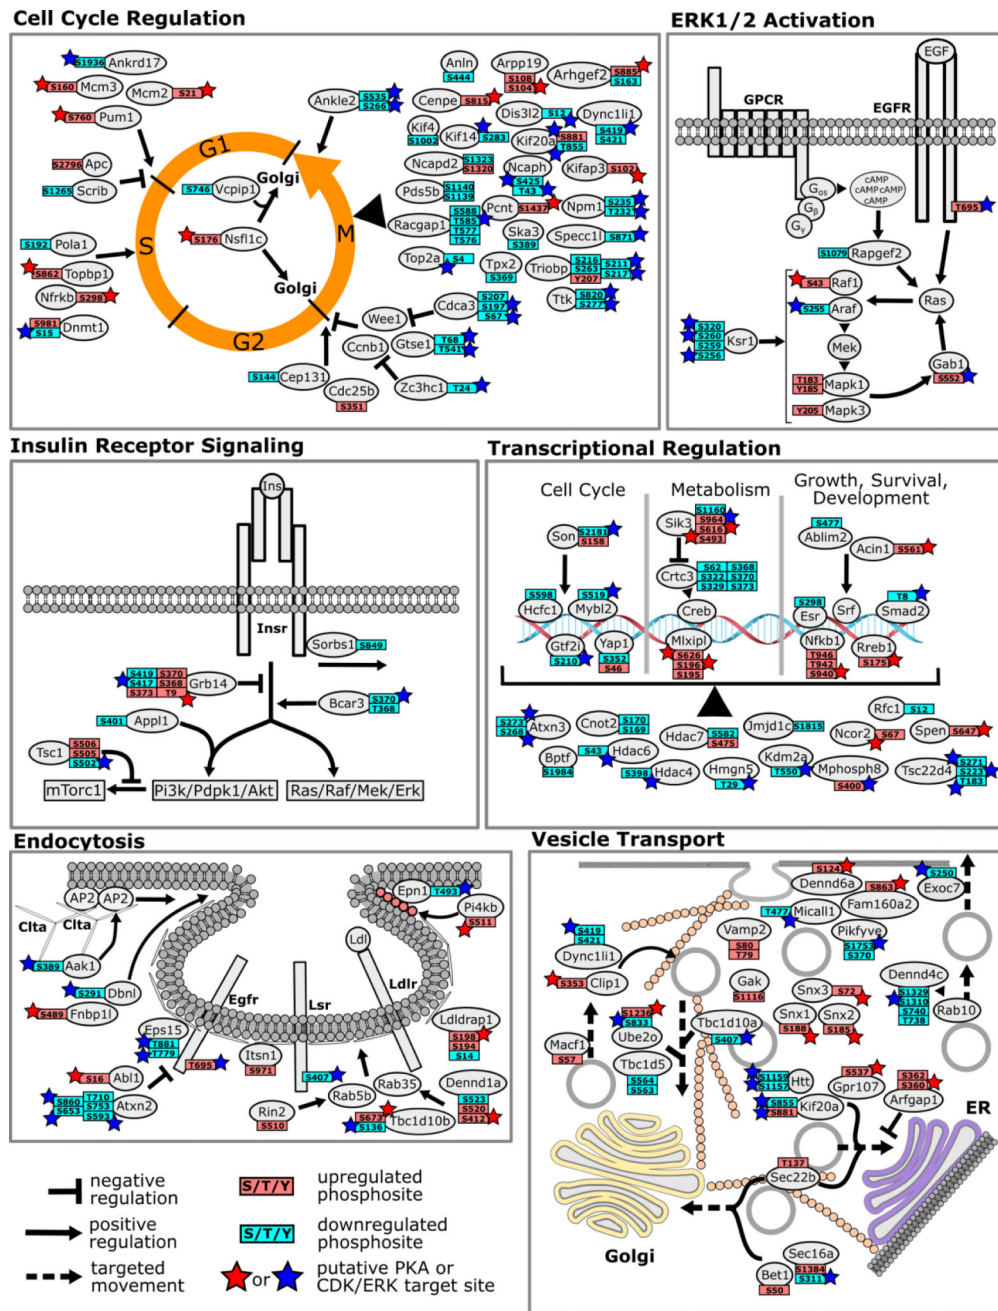 Cell Cycle Regulation
S1936 Ankrd17
S160 Mcm3
Mcm2 S21
S760 Pum1
S2796 Apc
S1265 Scrib
S192 Pola1
S862 Topbp1
Nfrkb S298
S981
S15 Dnmt1
G1
S
G2
M
S746 Vcpip1
Golgi
S176 Nsfl1c
Golgi
Ankle2 S535
S266
Anln
S444
Arpp19
S108
S104
Arhgef2 S885
S163
Cenpe S815
Dis3l2 S12
Dync1li1
S419
S421
Kif4
S1002
Kif14 S283
Kif20a S881
T855
Ncapd2 S1323
S1320
Ncaph
S425
T43
Kifap3 S102
Pds5b S1140
S1139
Pcnt
S1437
Npm1 S235
T232
Racgap1 S588
T585
T577
T576
Ska3
S389
Specc1l S871
Top2a S4
Tpx2
S369
Triobp S216
S263
Y207
S211
S217
Ttk S820
S277
Wee1
Cdca3 S207
S197
S67
Ccnb1
Gtse1 T68
T541
S144 Cep131
Cdc25b
S351
Zc3hc1 T24
ERK1/2 Activation
EGF
GPCR
EGFR
Gαs
Gβ
Gγ
cAMP
cAMP cAMP
cAMP
T695
S1079 Rapgef2
S43 Raf1
S255 Araf
Ras
S320
S260
S259
S256
Ksr1
Mek
Gab1
S552
T183
Y185 Mapk1
Y205 Mapk3
Insulin Receptor Signaling
Ins
Insr
Sorbs1 S849
S419 S370
S417 S368
S373 T9
Grb14
Bcar3 S370
T368
S401 Appl1
Tsc1 S506
S505
S502
mTorc1
Pi3k/Pdpk1/Akt
Ras/Raf/Mek/Erk
Transcriptional Regulation
Cell Cycle
Metabolism
Growth, Survival,
Development
Son S2181
S158
Sik3 S1160
S964
S616
S493
S477
Ablim2
Acin1 S561
Crtc3 S62 S368
S322 S370
S329 S373
S598
Hcfc1
S519
Mybl2
Creb
S298
Esr
Srf
T8
Smad2
Gtf2i
S210
Yap1
S352
S46
Mlxipl
S626
S196
S195
Nfkb1
T946
T942
S940
Rreb1
S175
S273
S268 Atxn3
Cnot2 S170
S169
Hdac7 S582
S475
Jmjd1c S1815
Rfc1 S12
Ncor2 S67
Spen S647
Bptf
S1984
S43 Hdac6
S398 Hdac4
Hmgn5
T29
Kdm2a
T550
Mphosph8
S400
Tsc22d4 S271
S223
T183
Endocytosis
AP2 AP2
Clta Clta
S389 Aak1
S291 Dbnl
S489 Fnbp1l
Eps15
T881
T779
Egfr
T695
S16 Abl1
S860 T710
S653 S753
S593
Atxn2
Itsn1
S971
Lsr
S407
Rin2
S510
Rab5b
Ldl
Ldlr
Epn1 T493
Pi4kb
S511
Ldldrap1
S198
S194
S14
Rab35
Dennd1a
S523
S520
S412
S673
S136 Tbc1d10b
Vesicle Transport
S124
Dennd6a
S863
Fam160a2
S250
Exoc7
T477
Micall1
Pikfyve
S1753
S370
S419
S421
Dync1li1
S353 Clip1
Vamp2
S80
T79
Gak
S1116
Snx3 S72
Snx1
S188
Snx2
S185
Dennd4c
S1329
S1310
S740
T738
Rab10
Macf1
S57
S1236
S833
Ube2o
Tbc1d5
S564
S563
Tbc1d10a
S407
S1159
S1157 Htt
S855
S881 Kif20a
S537
Gpr107
S362
S360
Arfgap1
ER
T137
Sec22b
Golgi
Sec16a
S1384
S311
Bet1
S50
negative
regulation
positive
regulation
targeted
movement
S/T/Y upregulated
phosphosite
S/T/Y downregulated
phosphosite
or putative PKA or
CDK/ERK target site